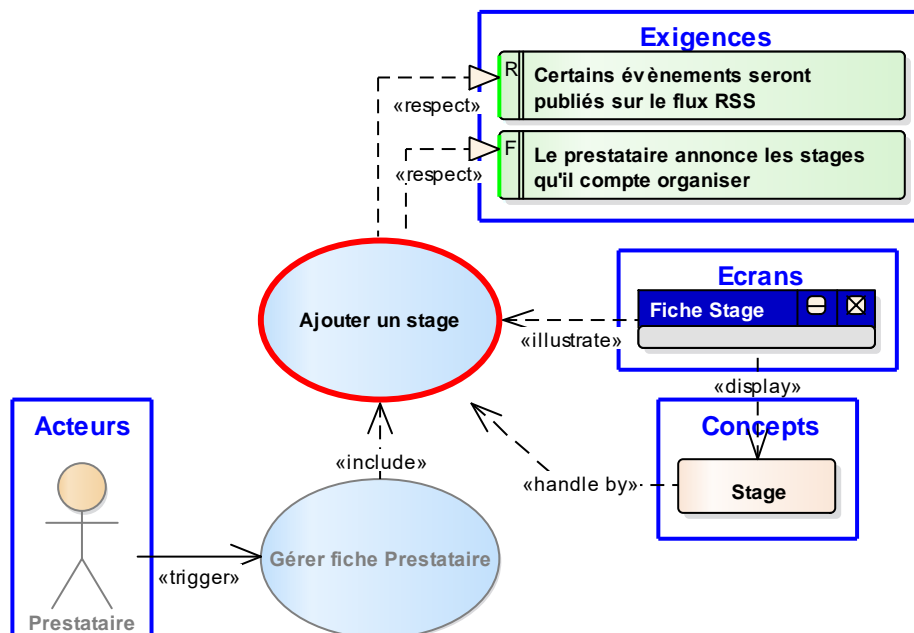 Exigences
R
Certains évènements seront
publiés sur le flux RSS
«respect»
F
Le prestataire annonce les stages
qu'il compte organiser
«respect»
Ecrans
Ajouter un stage
Fiche Stage
«illustrate»
«display»
Acteurs
Concepts
«include»
«handle by»
Stage
Gérer fiche Prestataire
«trigger»
Prestataire